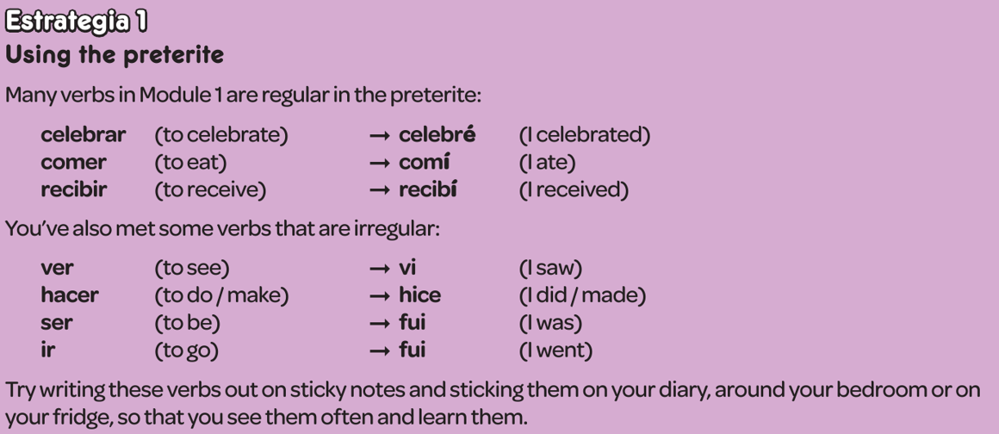 Estrategia 1
Using the preterite
Many verbs in Module 1 are regular in the preterite:
celebrar (to celebrate) → celebré (I celebrated)
comer (to eat) → comí (I ate)
recibir (to receive) → recibí (I received)
You've also met some verbs that are irregular:
ver (to see) → vi (I saw)
hacer (to do / make) → hice (I did / made)
ser (to be) → fui (I was)
ir (to go) → fui (I went)
Try writing these verbs out on sticky notes and sticking them on your diary, around your bedroom or on
your fridge, so that you see them often and learn them.